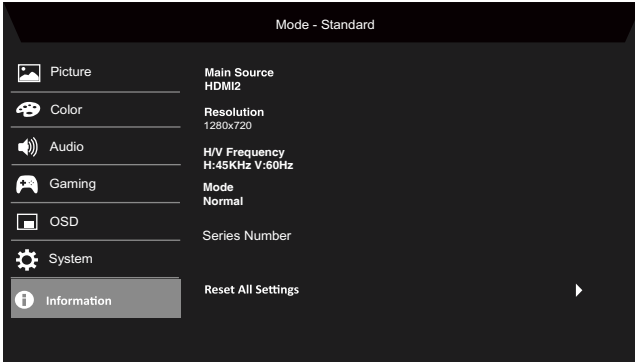 Mode - Standard
Picture
Color
Audio
Gaming
OSD
System
Information
Main Source
HDMI2
Resolution
1280x720
H/V Frequency
H:45KHz V:60Hz
Mode
Normal
Series Number
Reset All Settings